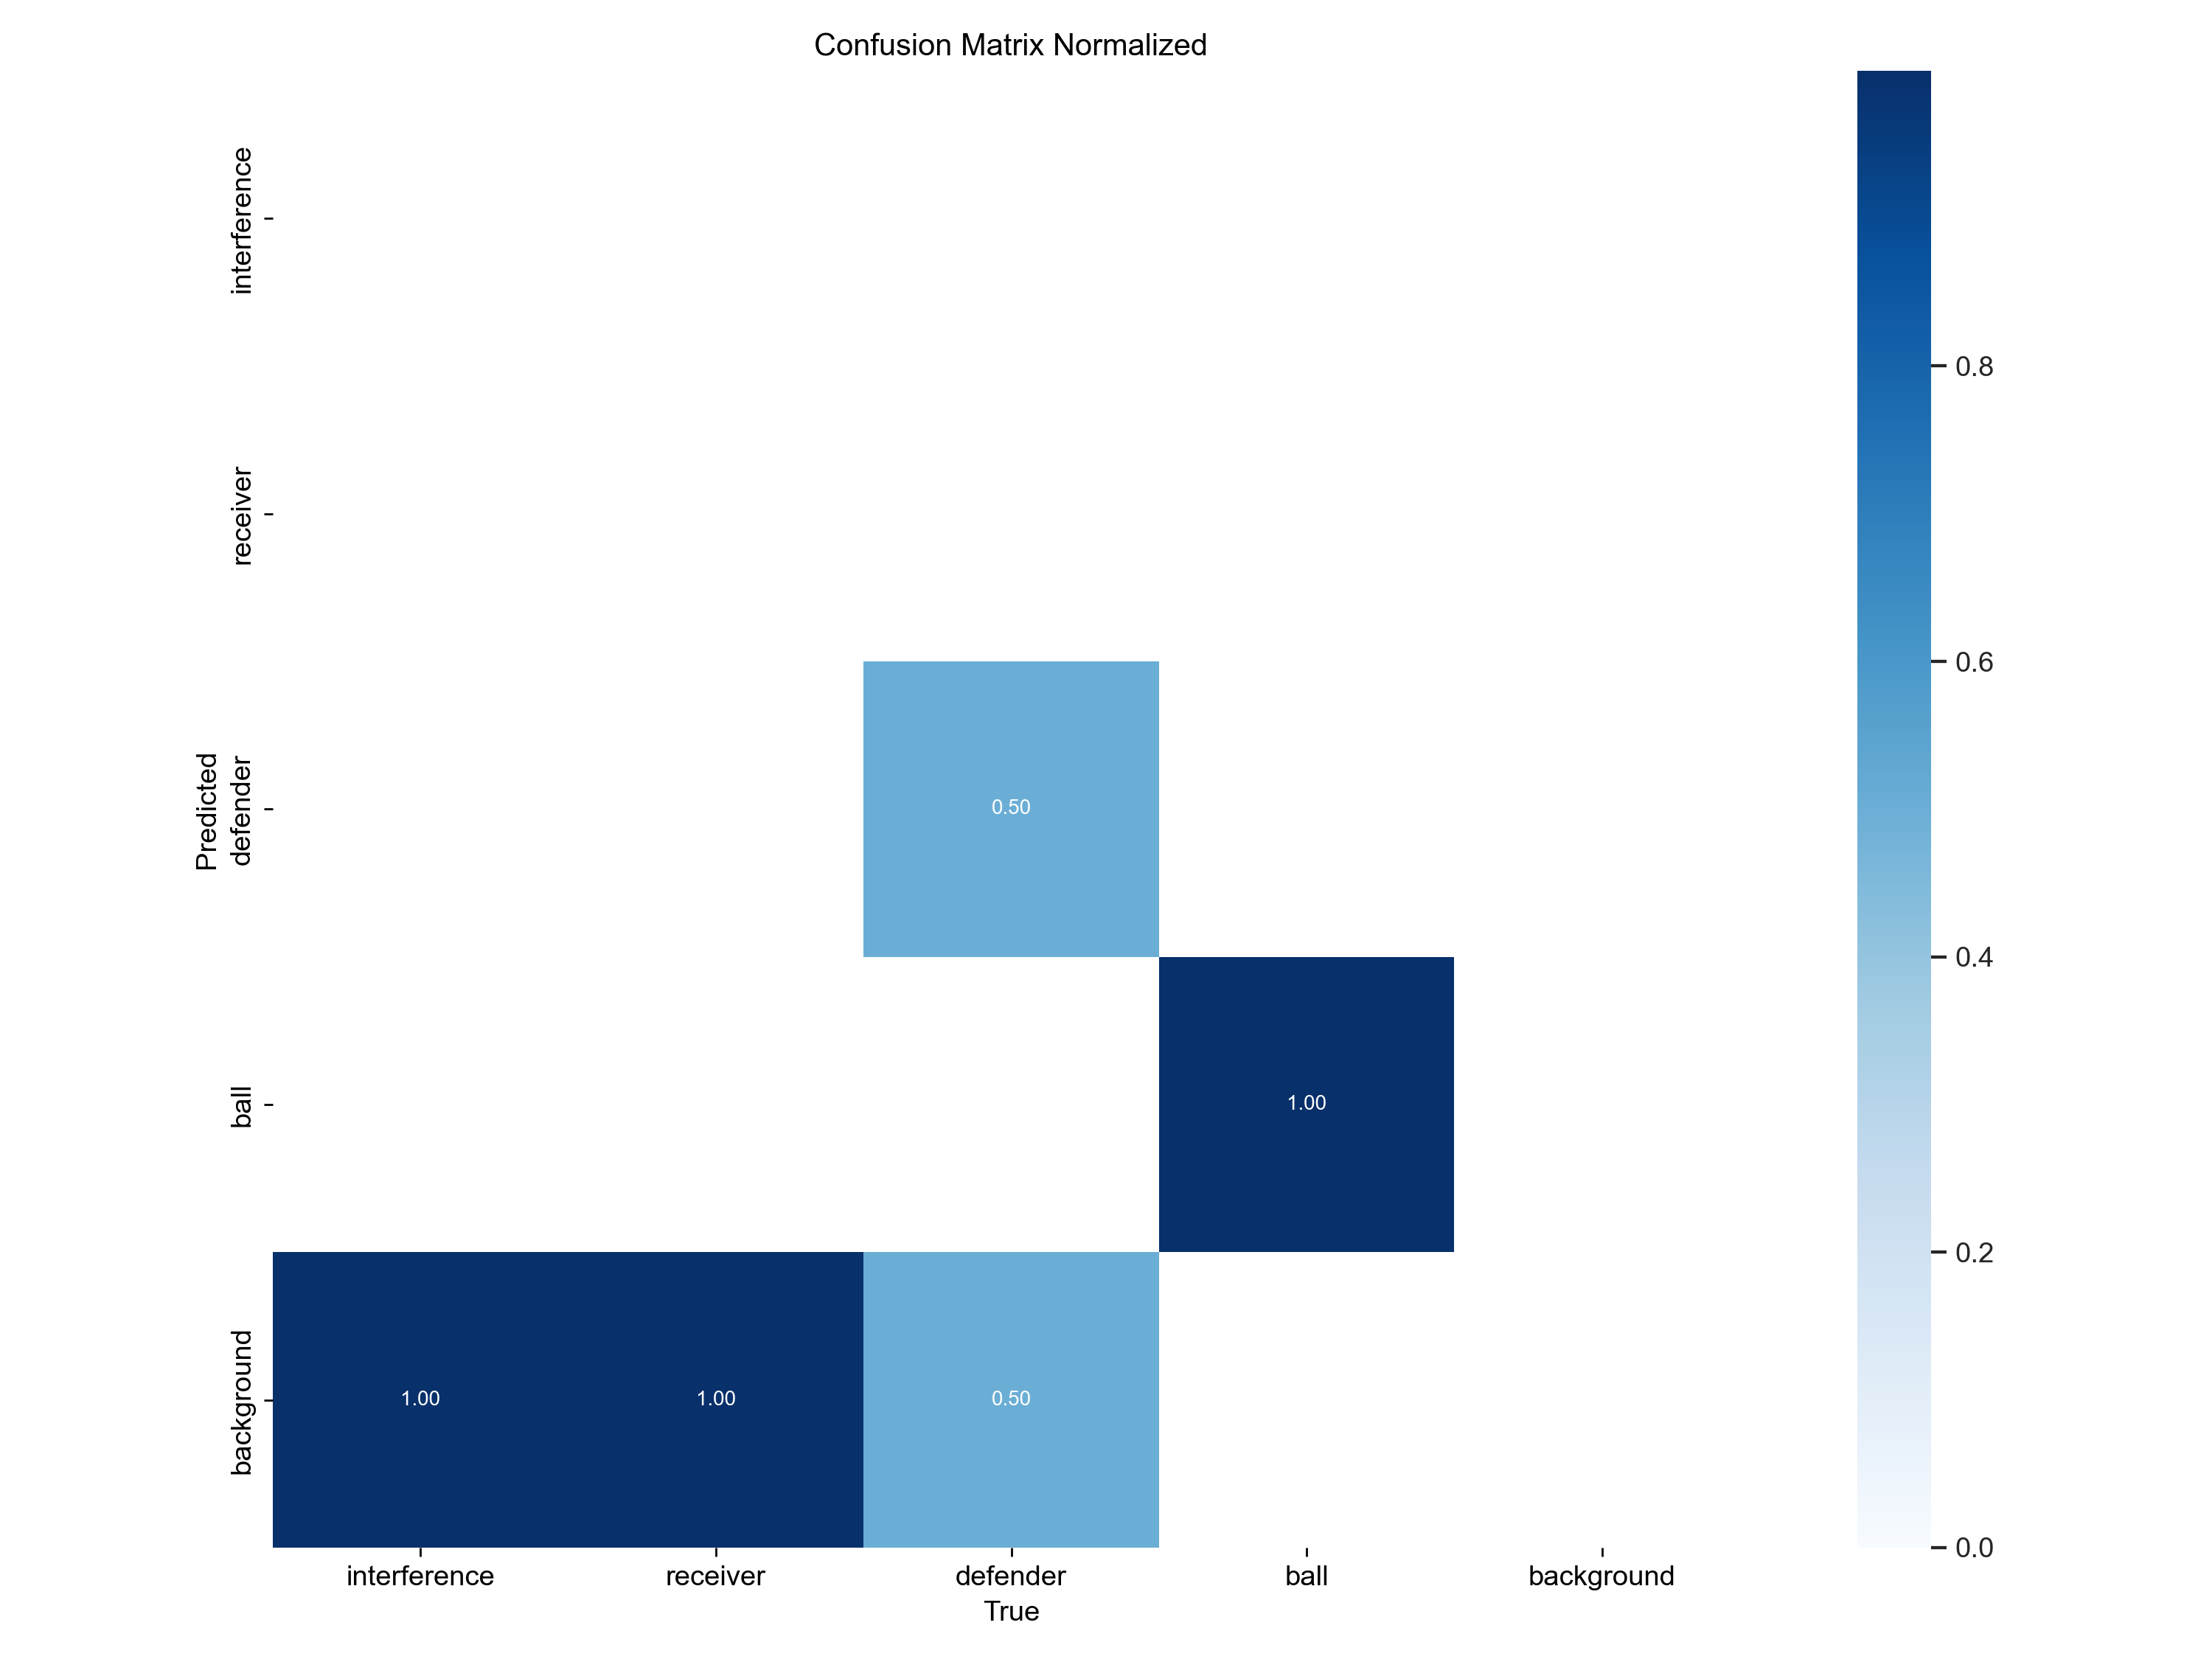 Confusion Matrix Normalized
interference
receiver
Predicted
defender
ball
background
0.50
1.00
1.00
1.00
0.50
interference
receiver
defender
ball
background
True
0.8
0.6
0.4
0.2
0.0